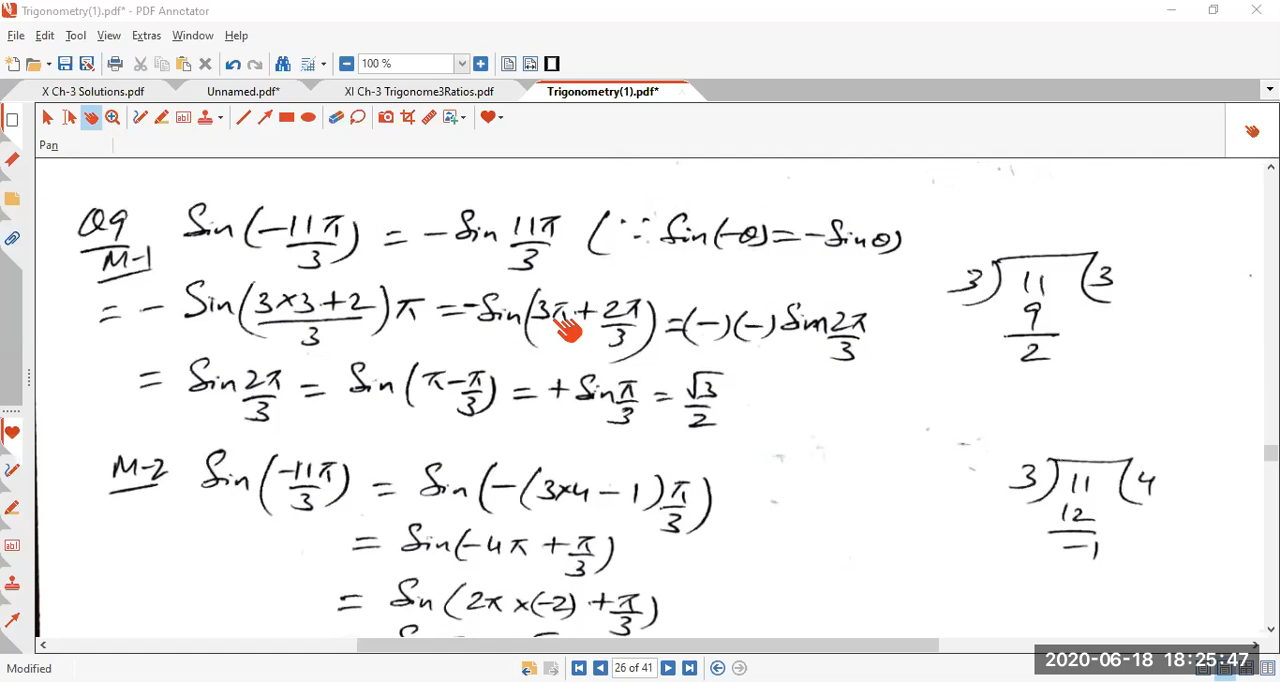 Trigonometry(1).pdf* - PDF Annotator
File Edit Tool View Extras Window Help
100 %
X Ch-3 Solutions.pdf Unnamed.pdf* XI Ch-3 Trigonome3Ratios.pdf Trigonometry(1).pdf*
Pan
Q9 Sin(-11π/3) = -Sin 11π/3 (∵ Sin(-θ) = -Sin θ)
M-1
= - Sin((3×3+2)/3)π = -Sin(3π + 2π/3) = (-)(-) Sin 2π/3
3) 11 (3
9
2
= Sin 2π/3 = Sin(π - π/3) = + Sin π/3 = √3/2
M-2 Sin(-11π/3) = Sin(-(3×4 - 1)π/3)
3) 11 (4
12
-1
= Sin(-4π + π/3)
= Sin(2π×(-2) + π/3)
Modified 26 of 41
2020-06-18 18:25:47